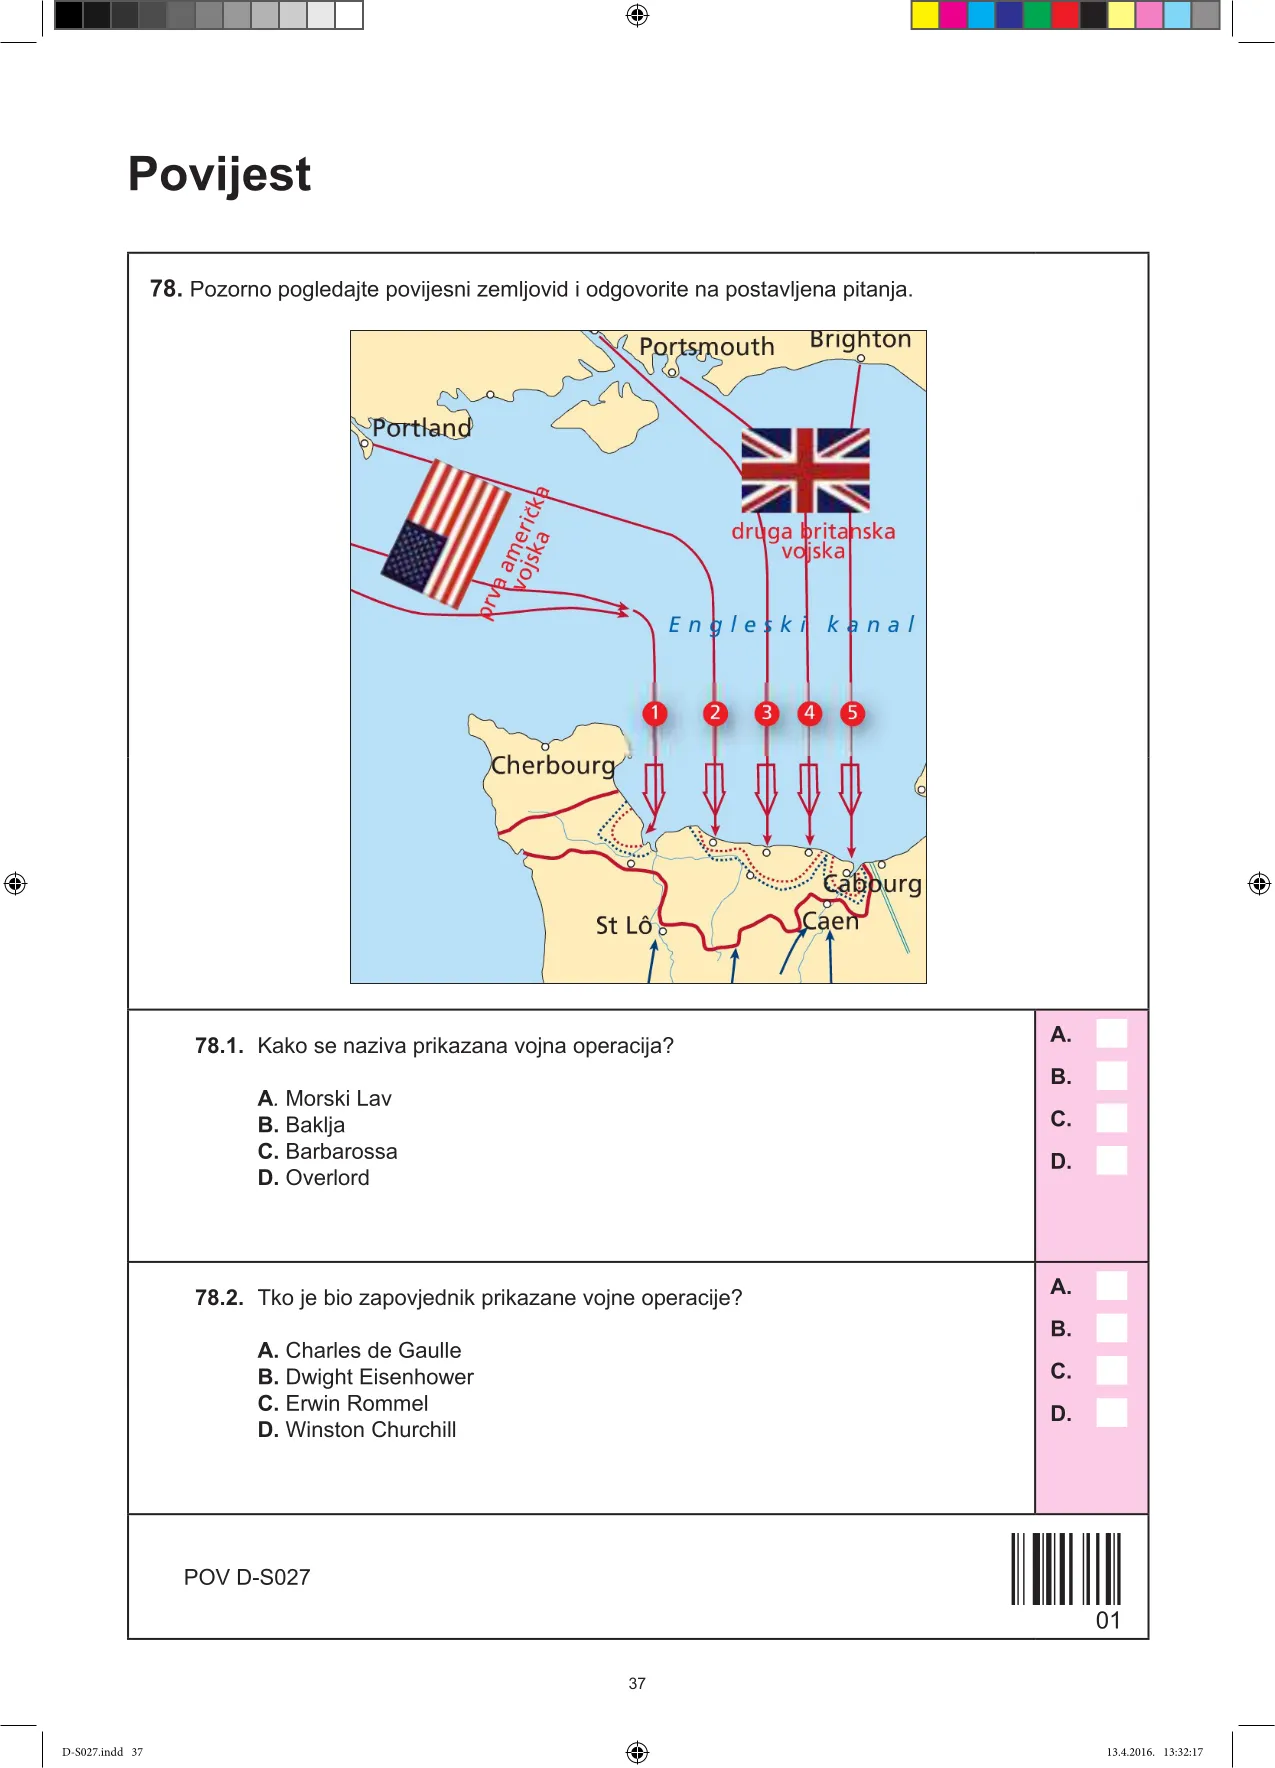 Povijest
78. Pozorno pogledajte povijesni zemljovid i odgovorite na postavljena pitanja.
Portsmouth
Brighton
Portland
prva američka
vojska
druga britanska
vojska
Engleski kanal
1
2
3
4
5
Cherbourg
Cabourg
St Lô
Caen
78.1. Kako se naziva prikazana vojna operacija?
A. Morski Lav
B. Baklja
C. Barbarossa
D. Overlord
A.
B.
C.
D.
78.2. Tko je bio zapovjednik prikazane vojne operacije?
A. Charles de Gaulle
B. Dwight Eisenhower
C. Erwin Rommel
D. Winston Churchill
A.
B.
C.
D.
POV D-S027
01
37
D-S027.indd 37
13.4.2016. 13:32:17